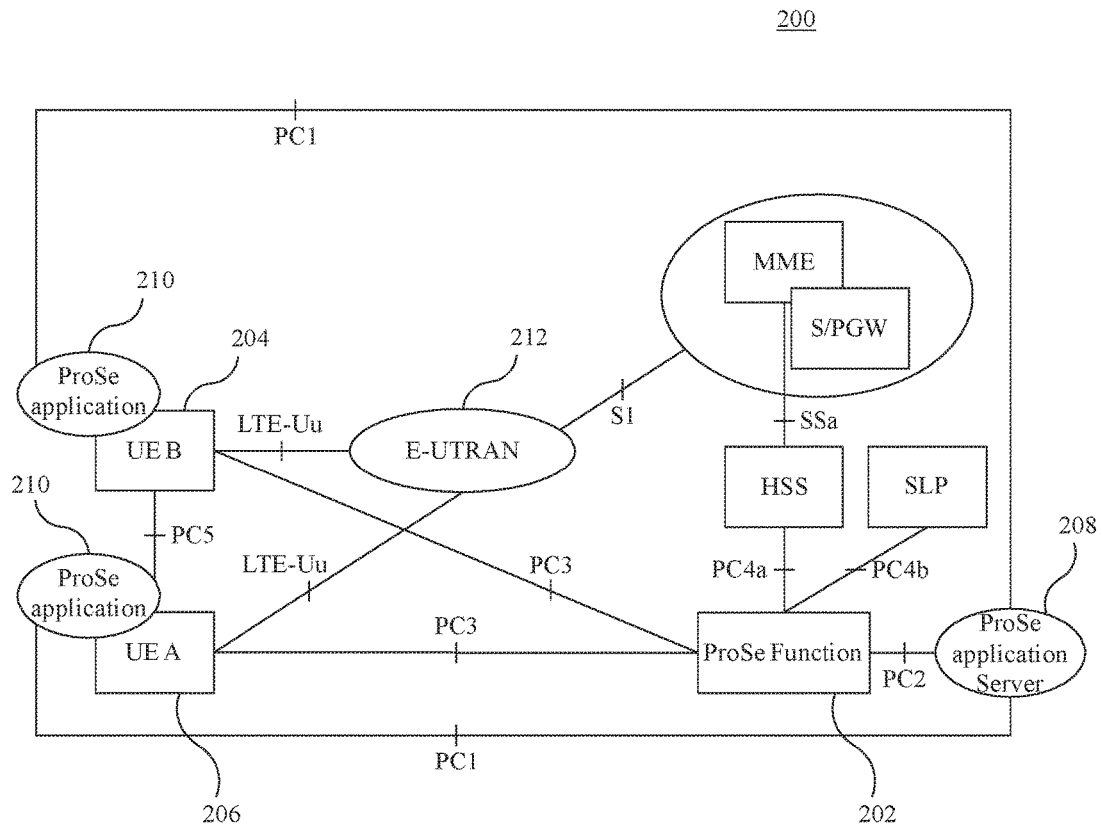 200
PC1
MME
S/PGW
210
204
212
ProSe
application
UE B
LTE-Uu
E-UTRAN
S1
SSa
HSS
SLP
210
PC5
ProSe
application
UE A
LTE-Uu
PC3
PC3
PC4a
PC4b
208
ProSe Function
PC2
ProSe
application
Server
PC1
206
202